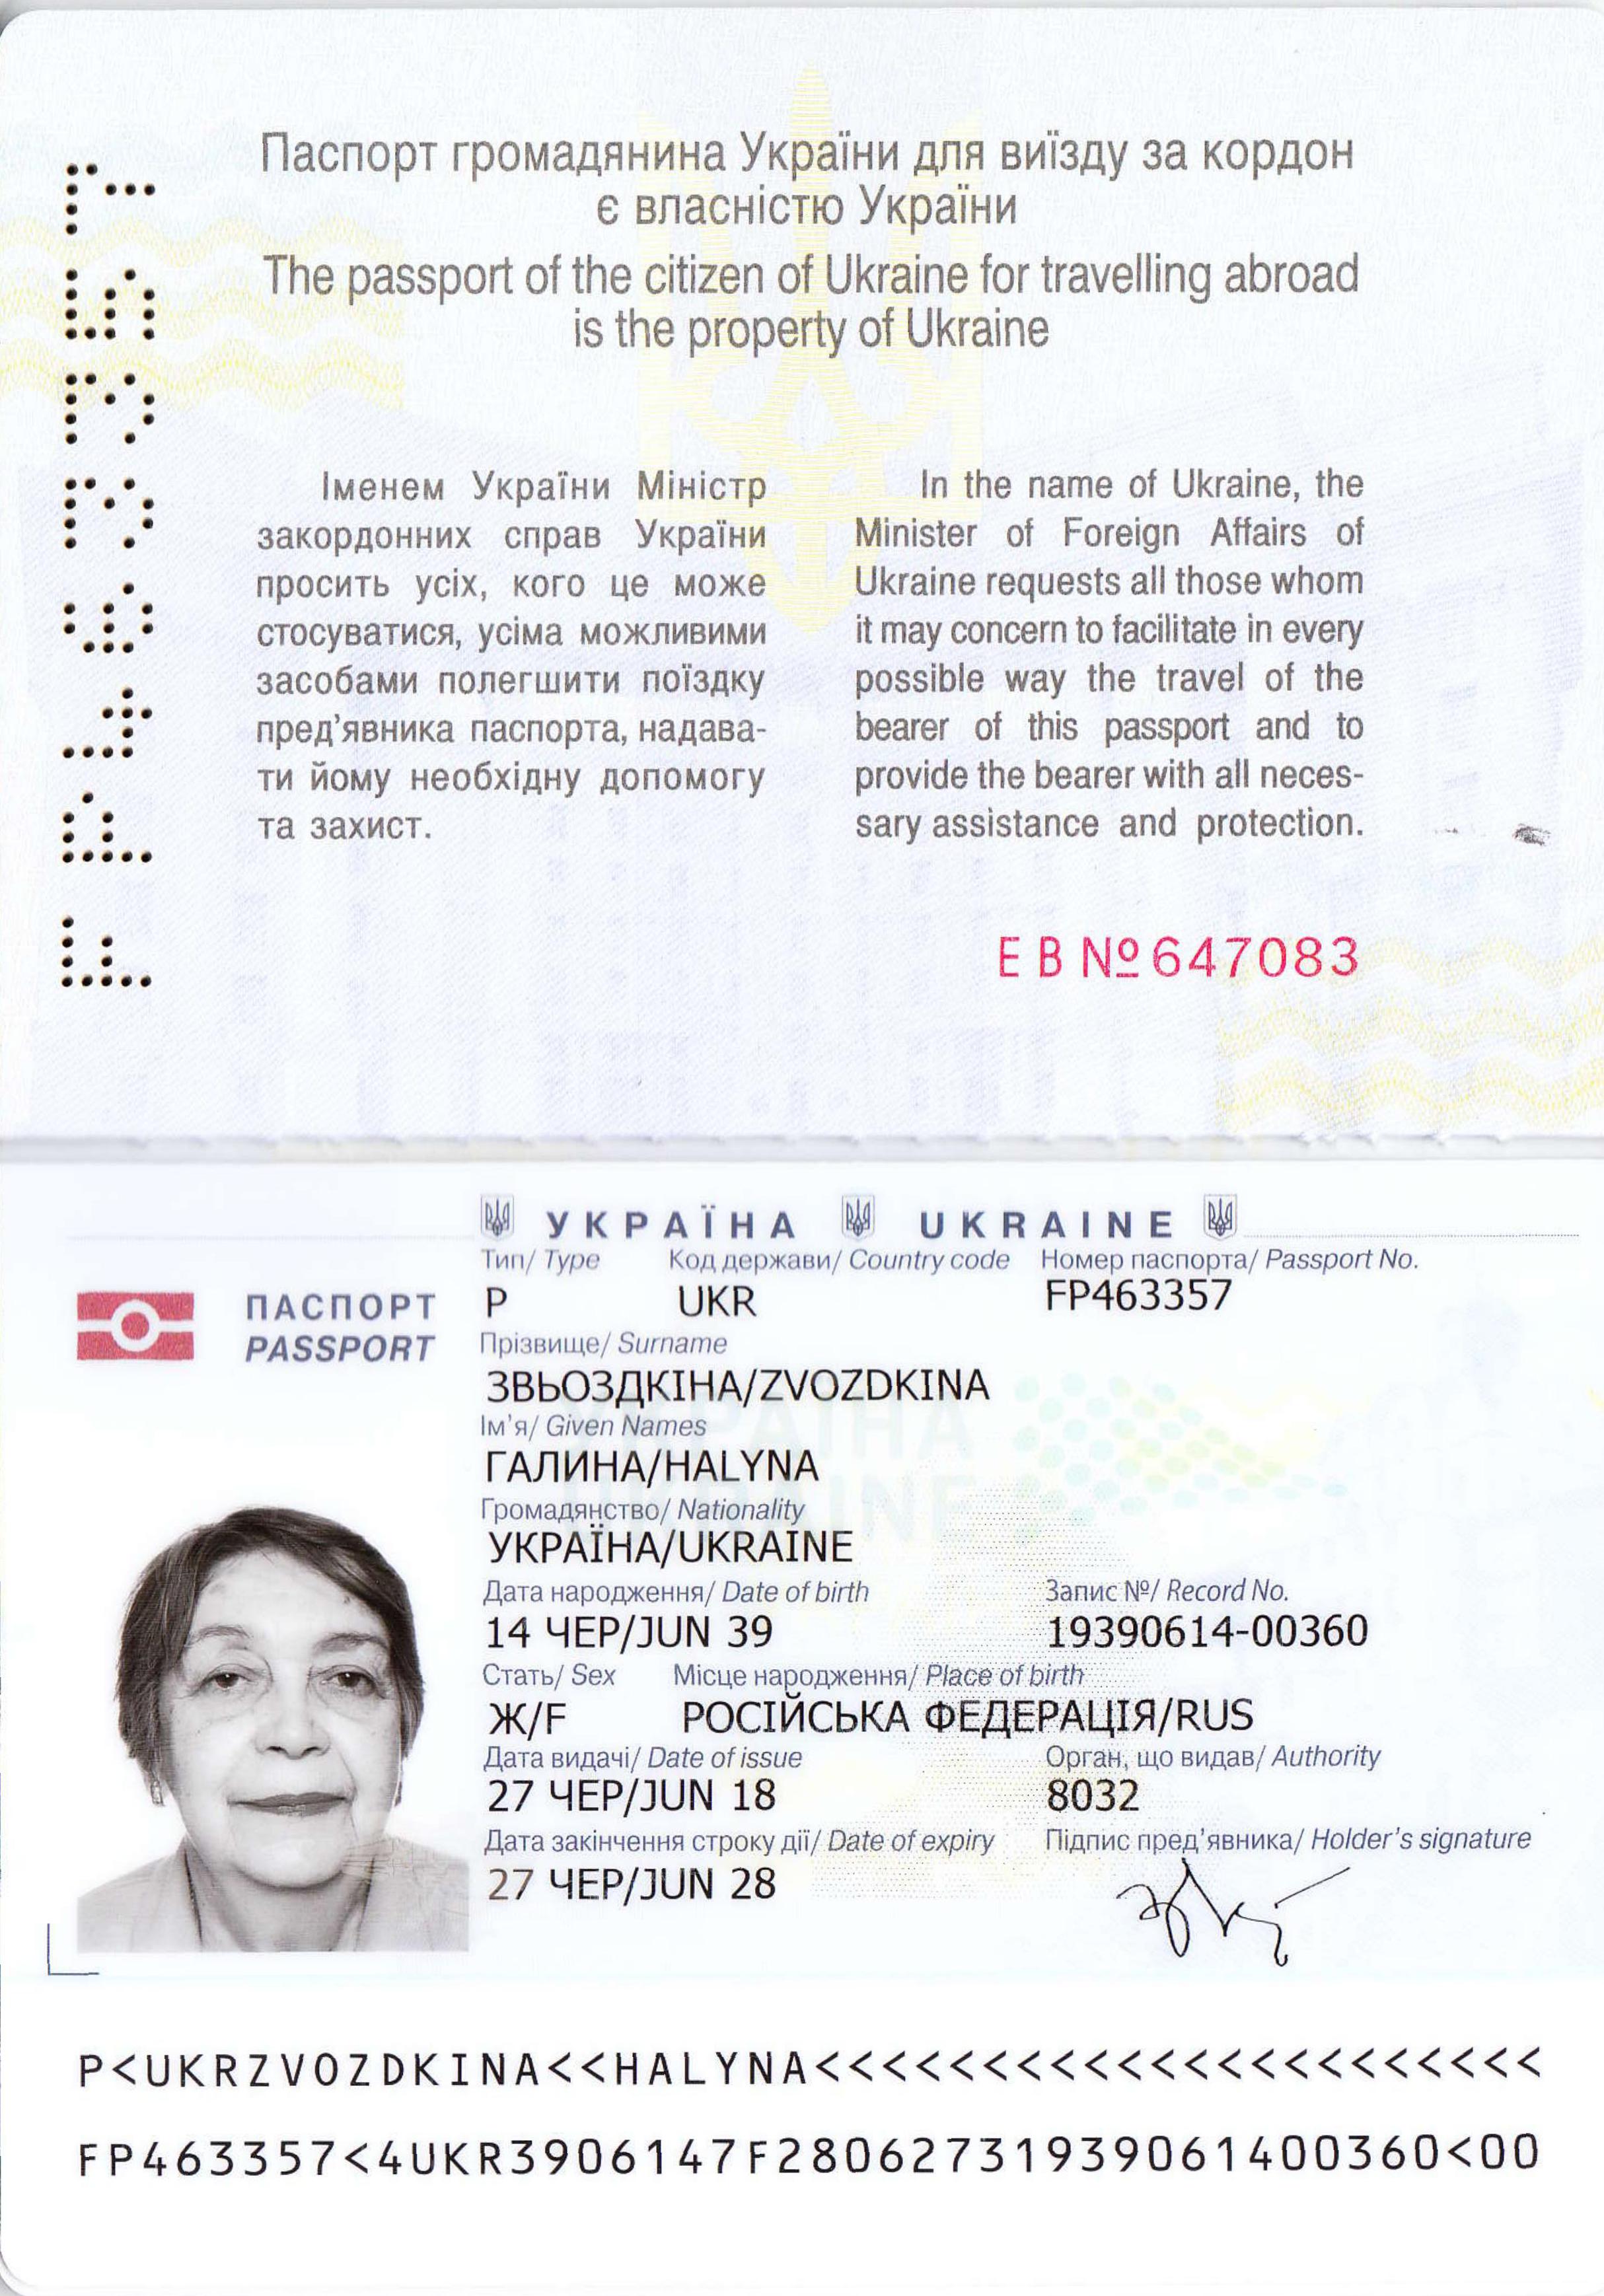 Паспорт громадянина України для виїзду за кордон
є власністю України
The passport of the citizen of Ukraine for travelling abroad
is the property of Ukraine
Іменем України Міністр
закордонних справ України
просить усіх, кого це може
стосуватися, усіма можливими
засобами полегшити поїздку
пред'явника паспорта, надава-
ти йому необхідну допомогу
та захист.
In the name of Ukraine, the
Minister of Foreign Affairs of
Ukraine requests all those whom
it may concern to facilitate in every
possible way the travel of the
bearer of this passport and to
provide the bearer with all neces-
sary assistance and protection.
FP463357
ЕВ №647083
УКРАЇНА UKRAINE
ПАСПОРТ
PASSPORT
Тип/ Type Код держави/ Country code Номер паспорта/ Passport No.
P UKR FP463357
Прізвище/ Surname
ЗВЬОЗДКІНА/ZVOZDKINA
Ім'я/ Given Names
ГАЛИНА/HALYNA
Громадянство/ Nationality
УКРАЇНА/UKRAINE
Дата народження/ Date of birth Запис №/ Record No.
14 ЧЕР/JUN 39 19390614-00360
Стать/ Sex Місце народження/ Place of birth
Ж/F РОСІЙСЬКА ФЕДЕРАЦІЯ/RUS
Дата видачі/ Date of issue Орган, що видав/ Authority
27 ЧЕР/JUN 18 8032
Дата закінчення строку дії/ Date of expiry Підпис пред'явника/ Holder's signature
27 ЧЕР/JUN 28
УКРАЇНА
UKRAINE
P<UKRZVOZDKINA<<HALYNA<<<<<<<<<<<<<<<<<<<<<<
FP463357<4UKR3906147F28062731939061400360<00